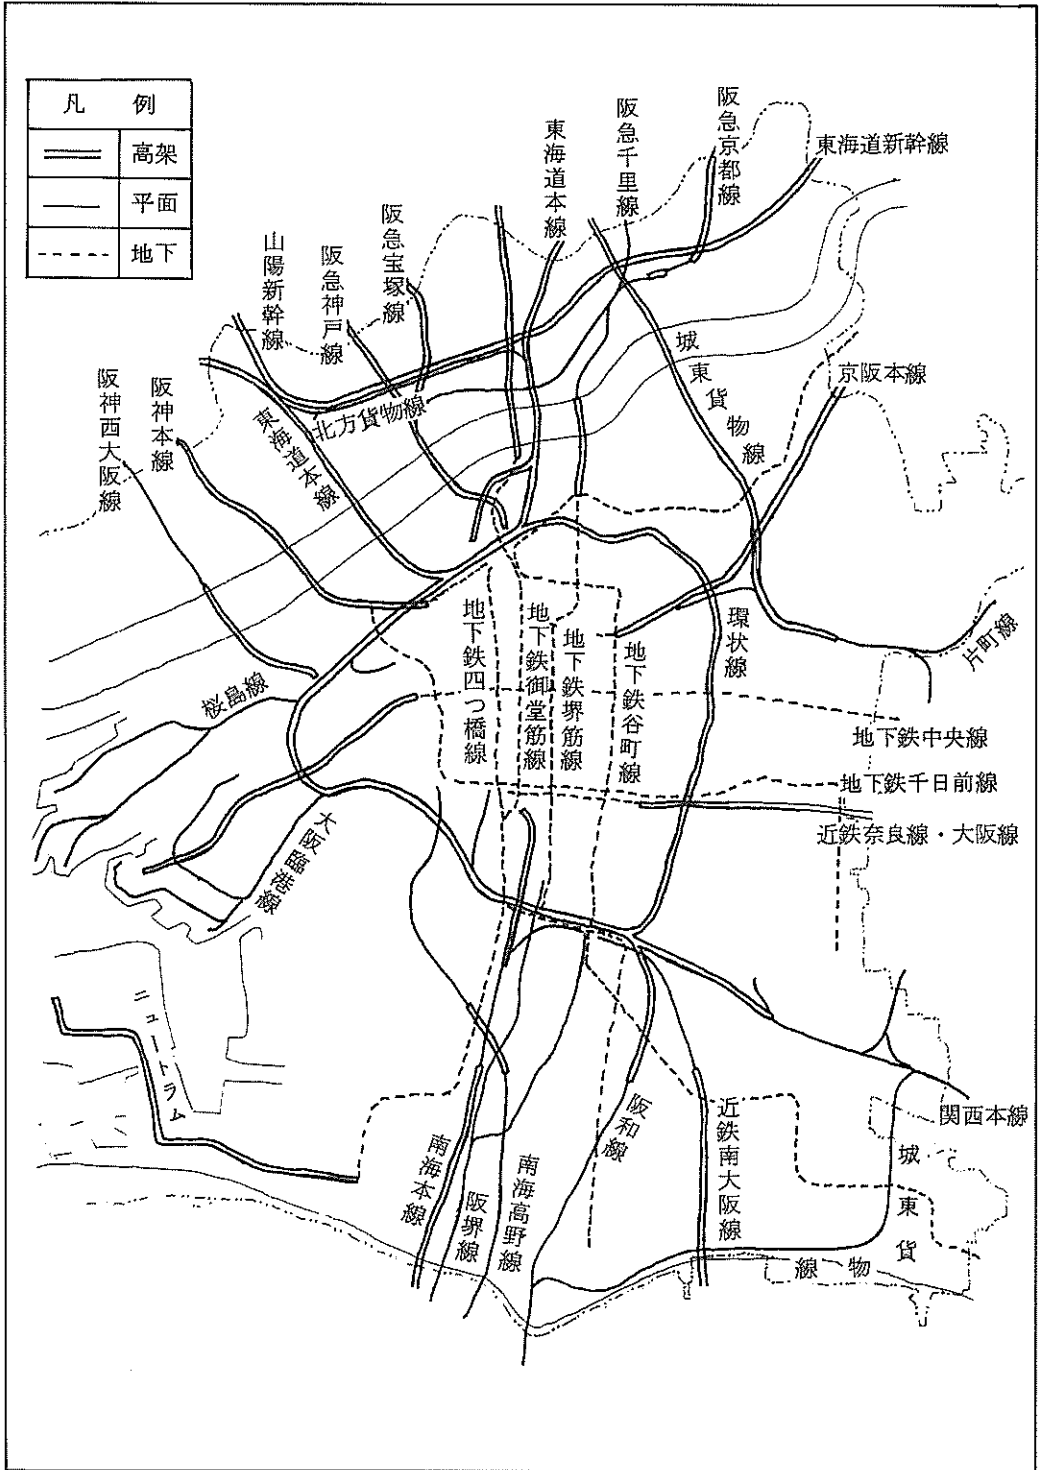 凡 例
高架
平面
地下
阪急京都線
阪急千里線
東海道本線
東海道新幹線
阪急宝塚線
山陽新幹線
阪急神戸線
城東貨物線
京阪本線
阪神西大阪線
阪神本線
東海道本線
北方貨物線
片町線
環状線
地下鉄四つ橋線
地下鉄御堂筋線
地下鉄堺筋線
地下鉄谷町線
桜島線
地下鉄中央線
地下鉄千日前線
近鉄奈良線・大阪線
大阪臨港線
ニュートラム
関西本線
南海本線
阪堺線
南海高野線
阪和線
近鉄南大阪線
城東貨物線